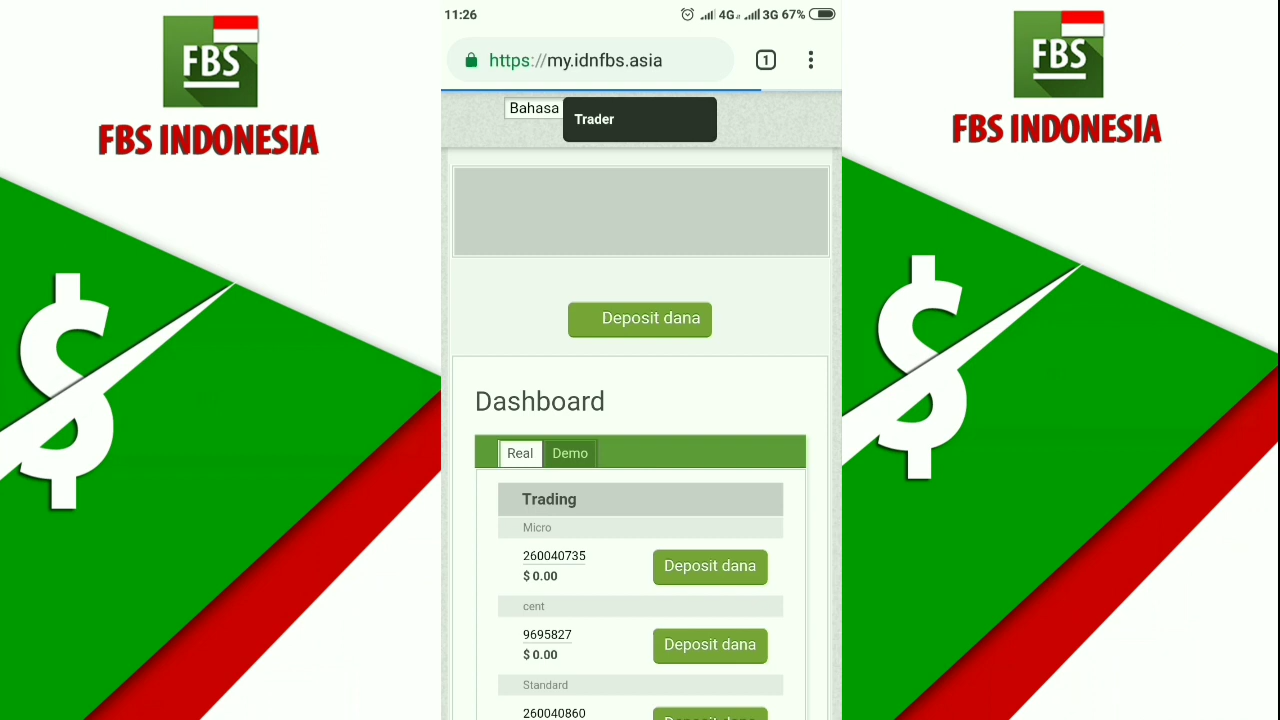 FBS
FBS INDONESIA
11:26
4G
3G 67%
https://my.idnfbs.asia
1
Bahasa
Trader
Deposit dana
Dashboard
Real
Demo
Trading
Micro
260040735
Deposit dana
$ 0.00
cent
9695827
Deposit dana
$ 0.00
Standard
260040860
Deposit dana
FBS
FBS INDONESIA